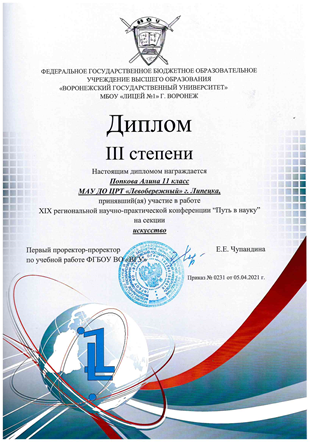 ФЕДЕРАЛЬНОЕ ГОСУДАРСТВЕННОЕ БЮДЖЕТНОЕ ОБРАЗОВАТЕЛЬНОЕ
УЧРЕЖДЕНИЕ ВЫСШЕГО ОБРАЗОВАНИЯ
«ВОРОНЕЖСКИЙ ГОСУДАРСТВЕННЫЙ УНИВЕРСИТЕТ»
МБОУ «ЛИЦЕЙ №1» Г. ВОРОНЕЖ
Диплом
III степени
Настоящим дипломом награждается
Попкова Алина 11 класс
МАУ ДО ЦРТ «Левобережный» г. Липецка,
принявший(ая) участие в работе
XIX региональной научно-практической конференции "Путь в науку"
на секции
искусство
Первый проректор-проректор
по учебной работе ФГБОУ ВО «ВГУ»
Е.Е. Чупандина
Приказ № 0231 от 05.04.2021 г.